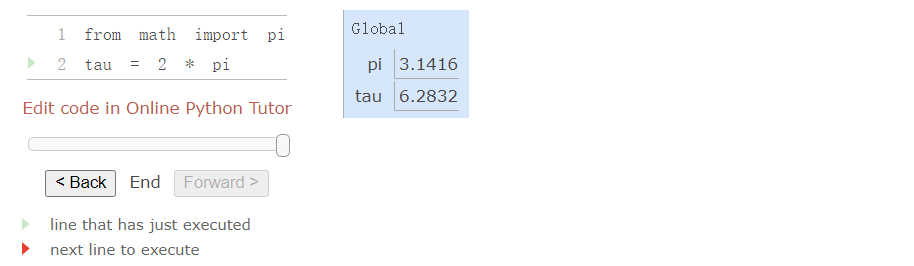 1 from math import pi
2 tau = 2 * pi
Edit code in Online Python Tutor
< Back End Forward >
line that has just executed
next line to execute
Global
pi 3.1416
tau 6.2832